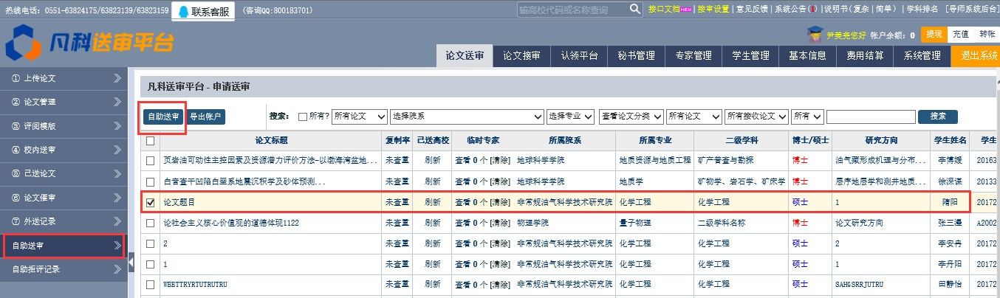 热线电话：0551-63824175/63823139/63823159 联系客服 (咨询QQ:800183701) 输高校代码或名称查询 接口文档NEW | 接审设置 | 意见反馈 | 系统公告(1) | 说明书(复杂 | 简单) | 学科排名 [导师系统后台]
凡科送审平台 尹美尧您好 帐户余额：0 提现 充值 转帐
论文送审 论文接审 认领平台 秘书管理 专家管理 学生管理 基本信息 费用结算 系统管理 退出系统
① 上传论文
② 论文管理
③ 评阅模版
④ 校内送审
⑤ 已送论文
⑥ 论文催审
⑦ 外送记录
自助送审
自助拒评记录
凡科送审平台 - 申请送审
自助送审 导出帐户 搜索： 所有? 所有论文 选择院系 选择专业 查看论文分类 所有论文 所有接收论文 所有 搜索
论文标题 复制率 已送高校 临时专家 所属院系 所属专业 二级学科 博士/硕士 研究方向 学生姓名 学生
页岩油可动性主控因素及资源潜力评价方法-以渤海湾盆地... 未查重 刷新 查看 0 个 [清除] 地球科学学院 地质资源与地质工程 矿产普查与勘探 博士 油气藏形成机理与分布... 李博媛 20163
白音查干凹陷白垩系地震沉积学及砂体预测... 未查重 刷新 查看 0 个 [清除] 地球科学学院 地质学 矿物学、岩石学、矿床学 博士 层序地层学和测井地质... 徐深谋 20133
论文题目 未查重 刷新 查看 0 个 [清除] 非常规油气科学技术研究院 化学工程 化学工程 硕士 1 隋阳 20172
论社会主义核心价值观的道德体现1122 未查重 刷新 查看 0 个 [清除] 物理学院 量子物理 二级学科名称 博士 论文研究方向 张三漫 A2002
2 未查重 刷新 查看 0 个 [清除] 非常规油气科学技术研究院 化学工程 化学工程 硕士 2 李安冉 20172
1 未查重 刷新 查看 0 个 [清除] 非常规油气科学技术研究院 化学工程 化学工程 硕士 1 李丹阳 20172
WEETTRYRTUTRUTRU 未查重 刷新 查看 0 个 [清除] 非常规油气科学技术研究院 化学工程 化学工程 硕士 SAHGSRRJUTRU 田静怡 20172